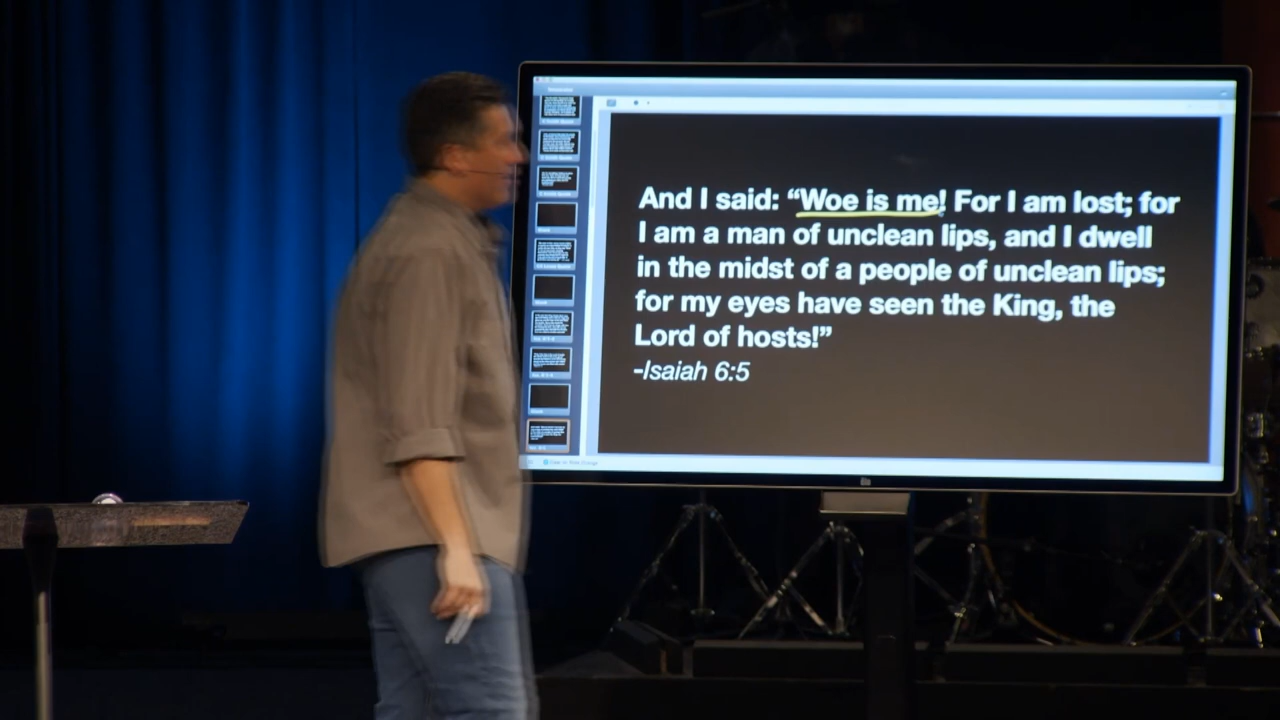 And I said: “Woe is me! For I am lost; for
I am a man of unclean lips, and I dwell
in the midst of a people of unclean lips;
for my eyes have seen the King, the
Lord of hosts!”
-Isaiah 6:5